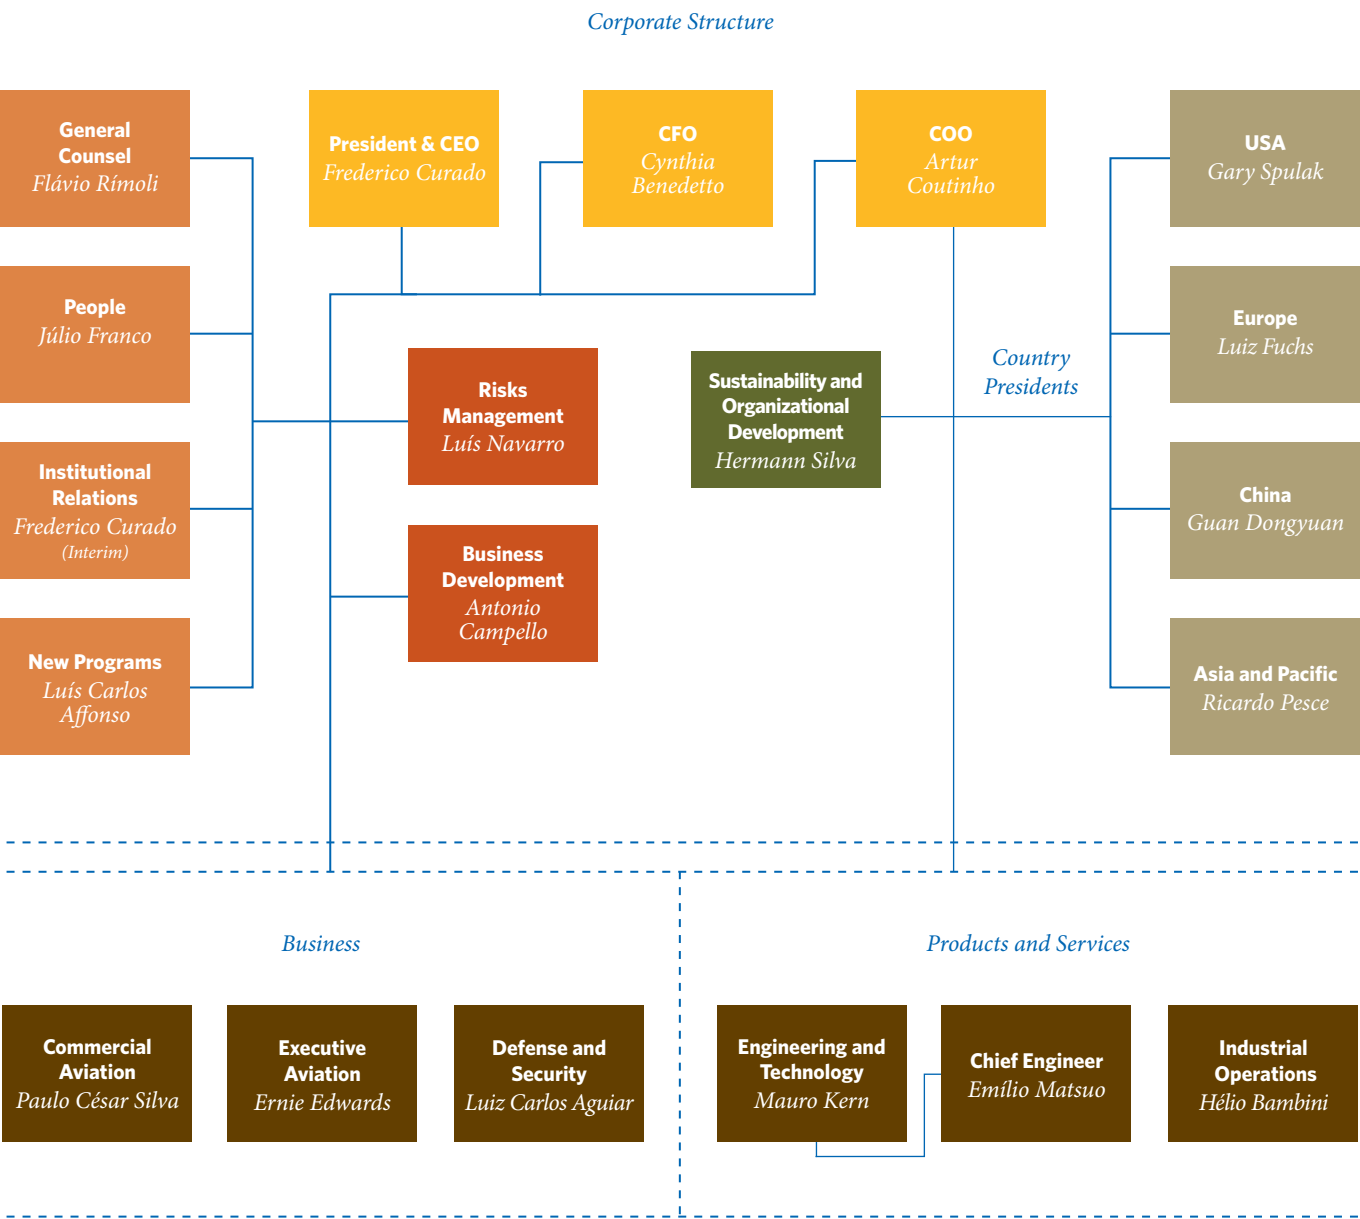 Corporate Structure
General
Counsel
Flávio Rímoli
President & CEO
Frederico Curado
CFO
Cynthia
Benedetto
COO
Artur
Coutinho
USA
Gary Spulak
People
Júlio Franco
Europe
Luiz Fuchs
Country
Presidents
Risks
Management
Luís Navarro
Sustainability and
Organizational
Development
Hermann Silva
Institutional
Relations
Frederico Curado
(Interim)
China
Guan Dongyuan
Business
Development
Antonio
Campello
New Programs
Luís Carlos
Affonso
Asia and Pacific
Ricardo Pesce
Business
Products and Services
Commercial
Aviation
Paulo César Silva
Executive
Aviation
Ernie Edwards
Defense and
Security
Luiz Carlos Aguiar
Engineering and
Technology
Mauro Kern
Chief Engineer
Emílio Matsuo
Industrial
Operations
Hélio Bambini